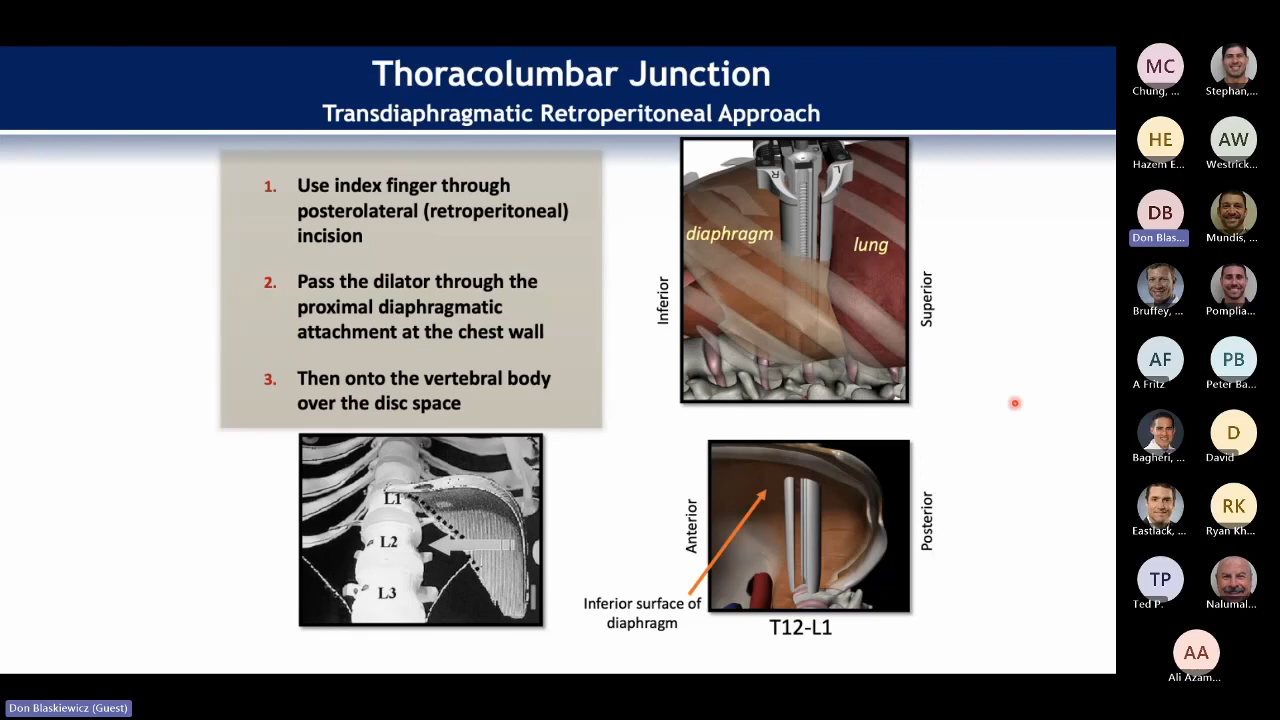 Thoracolumbar Junction
Transdiaphragmatic Retroperitoneal Approach
1. Use index finger through
posterolateral (retroperitoneal)
incision
2. Pass the dilator through the
proximal diaphragmatic
attachment at the chest wall
3. Then onto the vertebral body
over the disc space
Inferior
R
L
diaphragm
lung
Superior
L1
L2
L3
Anterior
Posterior
Inferior surface of
diaphragm
T12-L1
MC
Chung, ...
Stephan,...
HE
Hazem E...
AW
Westrick...
DB
Don Blas...
Mundis, ...
Bruffey, ...
Pomplia...
AF
A Fritz
PB
Peter Ba...
Bagheri, ...
D
David
Eastlack, ...
RK
Ryan Kh...
TP
Ted P.
Nalumal...
AA
Ali Azam...
Don Blaskiewicz (Guest)